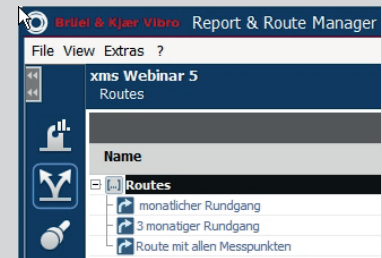 Brüel & Kjær Vibro Report & Route Manager
File View Extras ?
xms Webinar 5
Routes
Name
[...] Routes
monatlicher Rundgang
3 monatiger Rundgang
Route mit allen Messpunkten